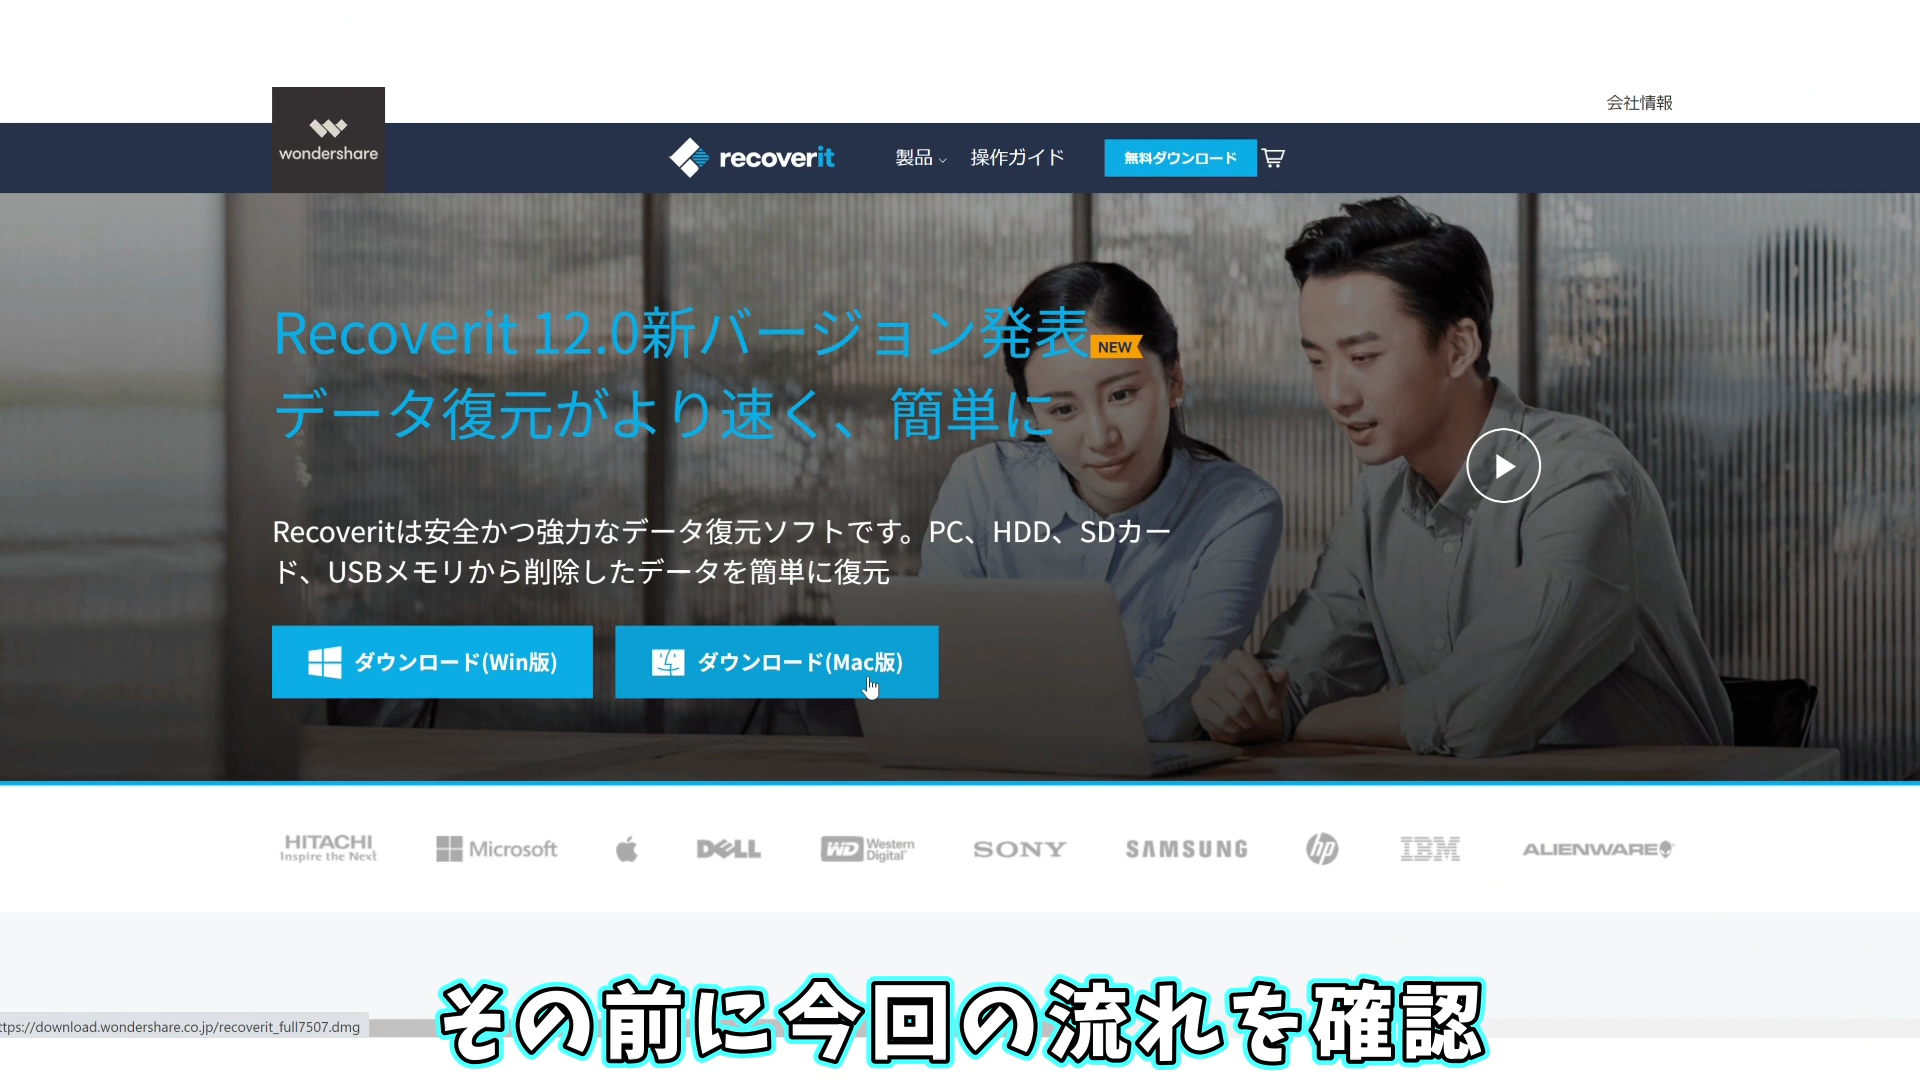 会社情報
wondershare
recoverit
製品
操作ガイド
無料ダウンロード
Recoverit 12.0新バージョン発表
NEW
データ復元がより速く、簡単に
Recoveritは安全かつ強力なデータ復元ソフトです。PC、HDD、SDカー
ド、USBメモリから削除したデータを簡単に復元
ダウンロード(Win版)
ダウンロード(Mac版)
HITACHI
Inspire the Next
Microsoft
DELL
WD Western
Digital
SONY
SAMSUNG
hp
IBM
ALIENWARE
ttps://download.wondershare.co.jp/recoverit_full7507.dmg
その前に今回の流れを確認